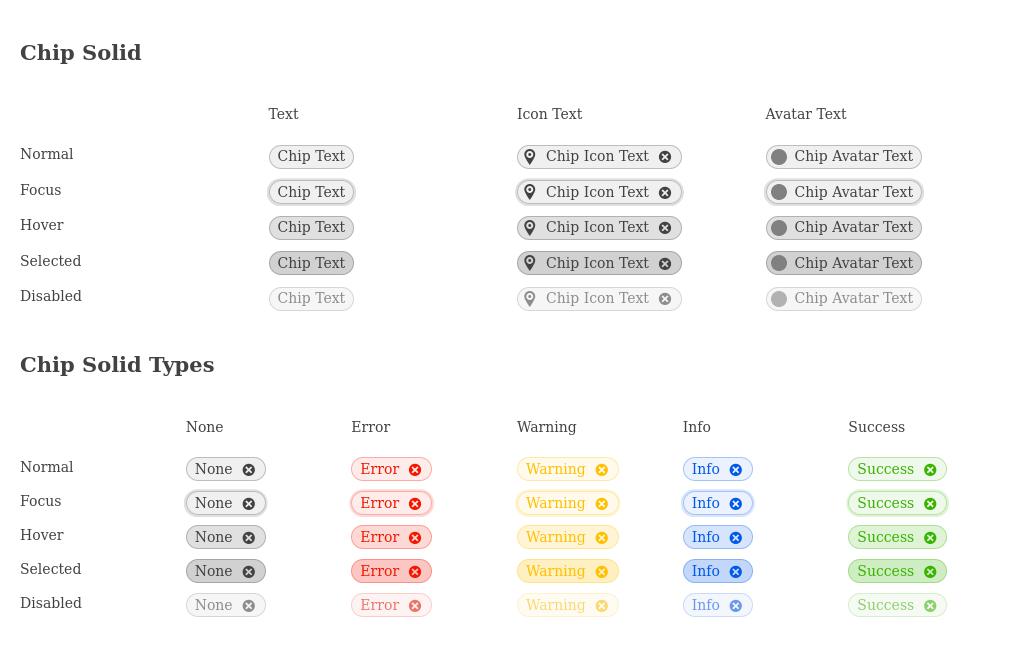 Chip Solid
Text Icon Text Avatar Text
Normal Chip Text Chip Icon Text Chip Avatar Text
Focus Chip Text Chip Icon Text Chip Avatar Text
Hover Chip Text Chip Icon Text Chip Avatar Text
Selected Chip Text Chip Icon Text Chip Avatar Text
Disabled Chip Text Chip Icon Text Chip Avatar Text
Chip Solid Types
None Error Warning Info Success
Normal None Error Warning Info Success
Focus None Error Warning Info Success
Hover None Error Warning Info Success
Selected None Error Warning Info Success
Disabled None Error Warning Info Success